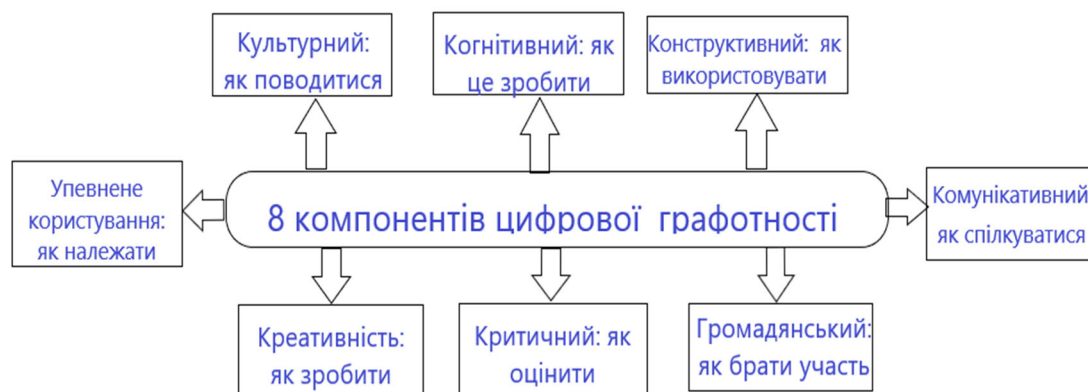 Культурний:
як поводитися
Когнітивний: як
це зробити
Конструктивний: як
використовувати
Упевнене
користування:
як належати
8 компонентів цифрової графотності
Комунікативний
як спілкуватися
Креативність:
як зробити
Критичний: як
оцінити
Громадянський:
як брати участь